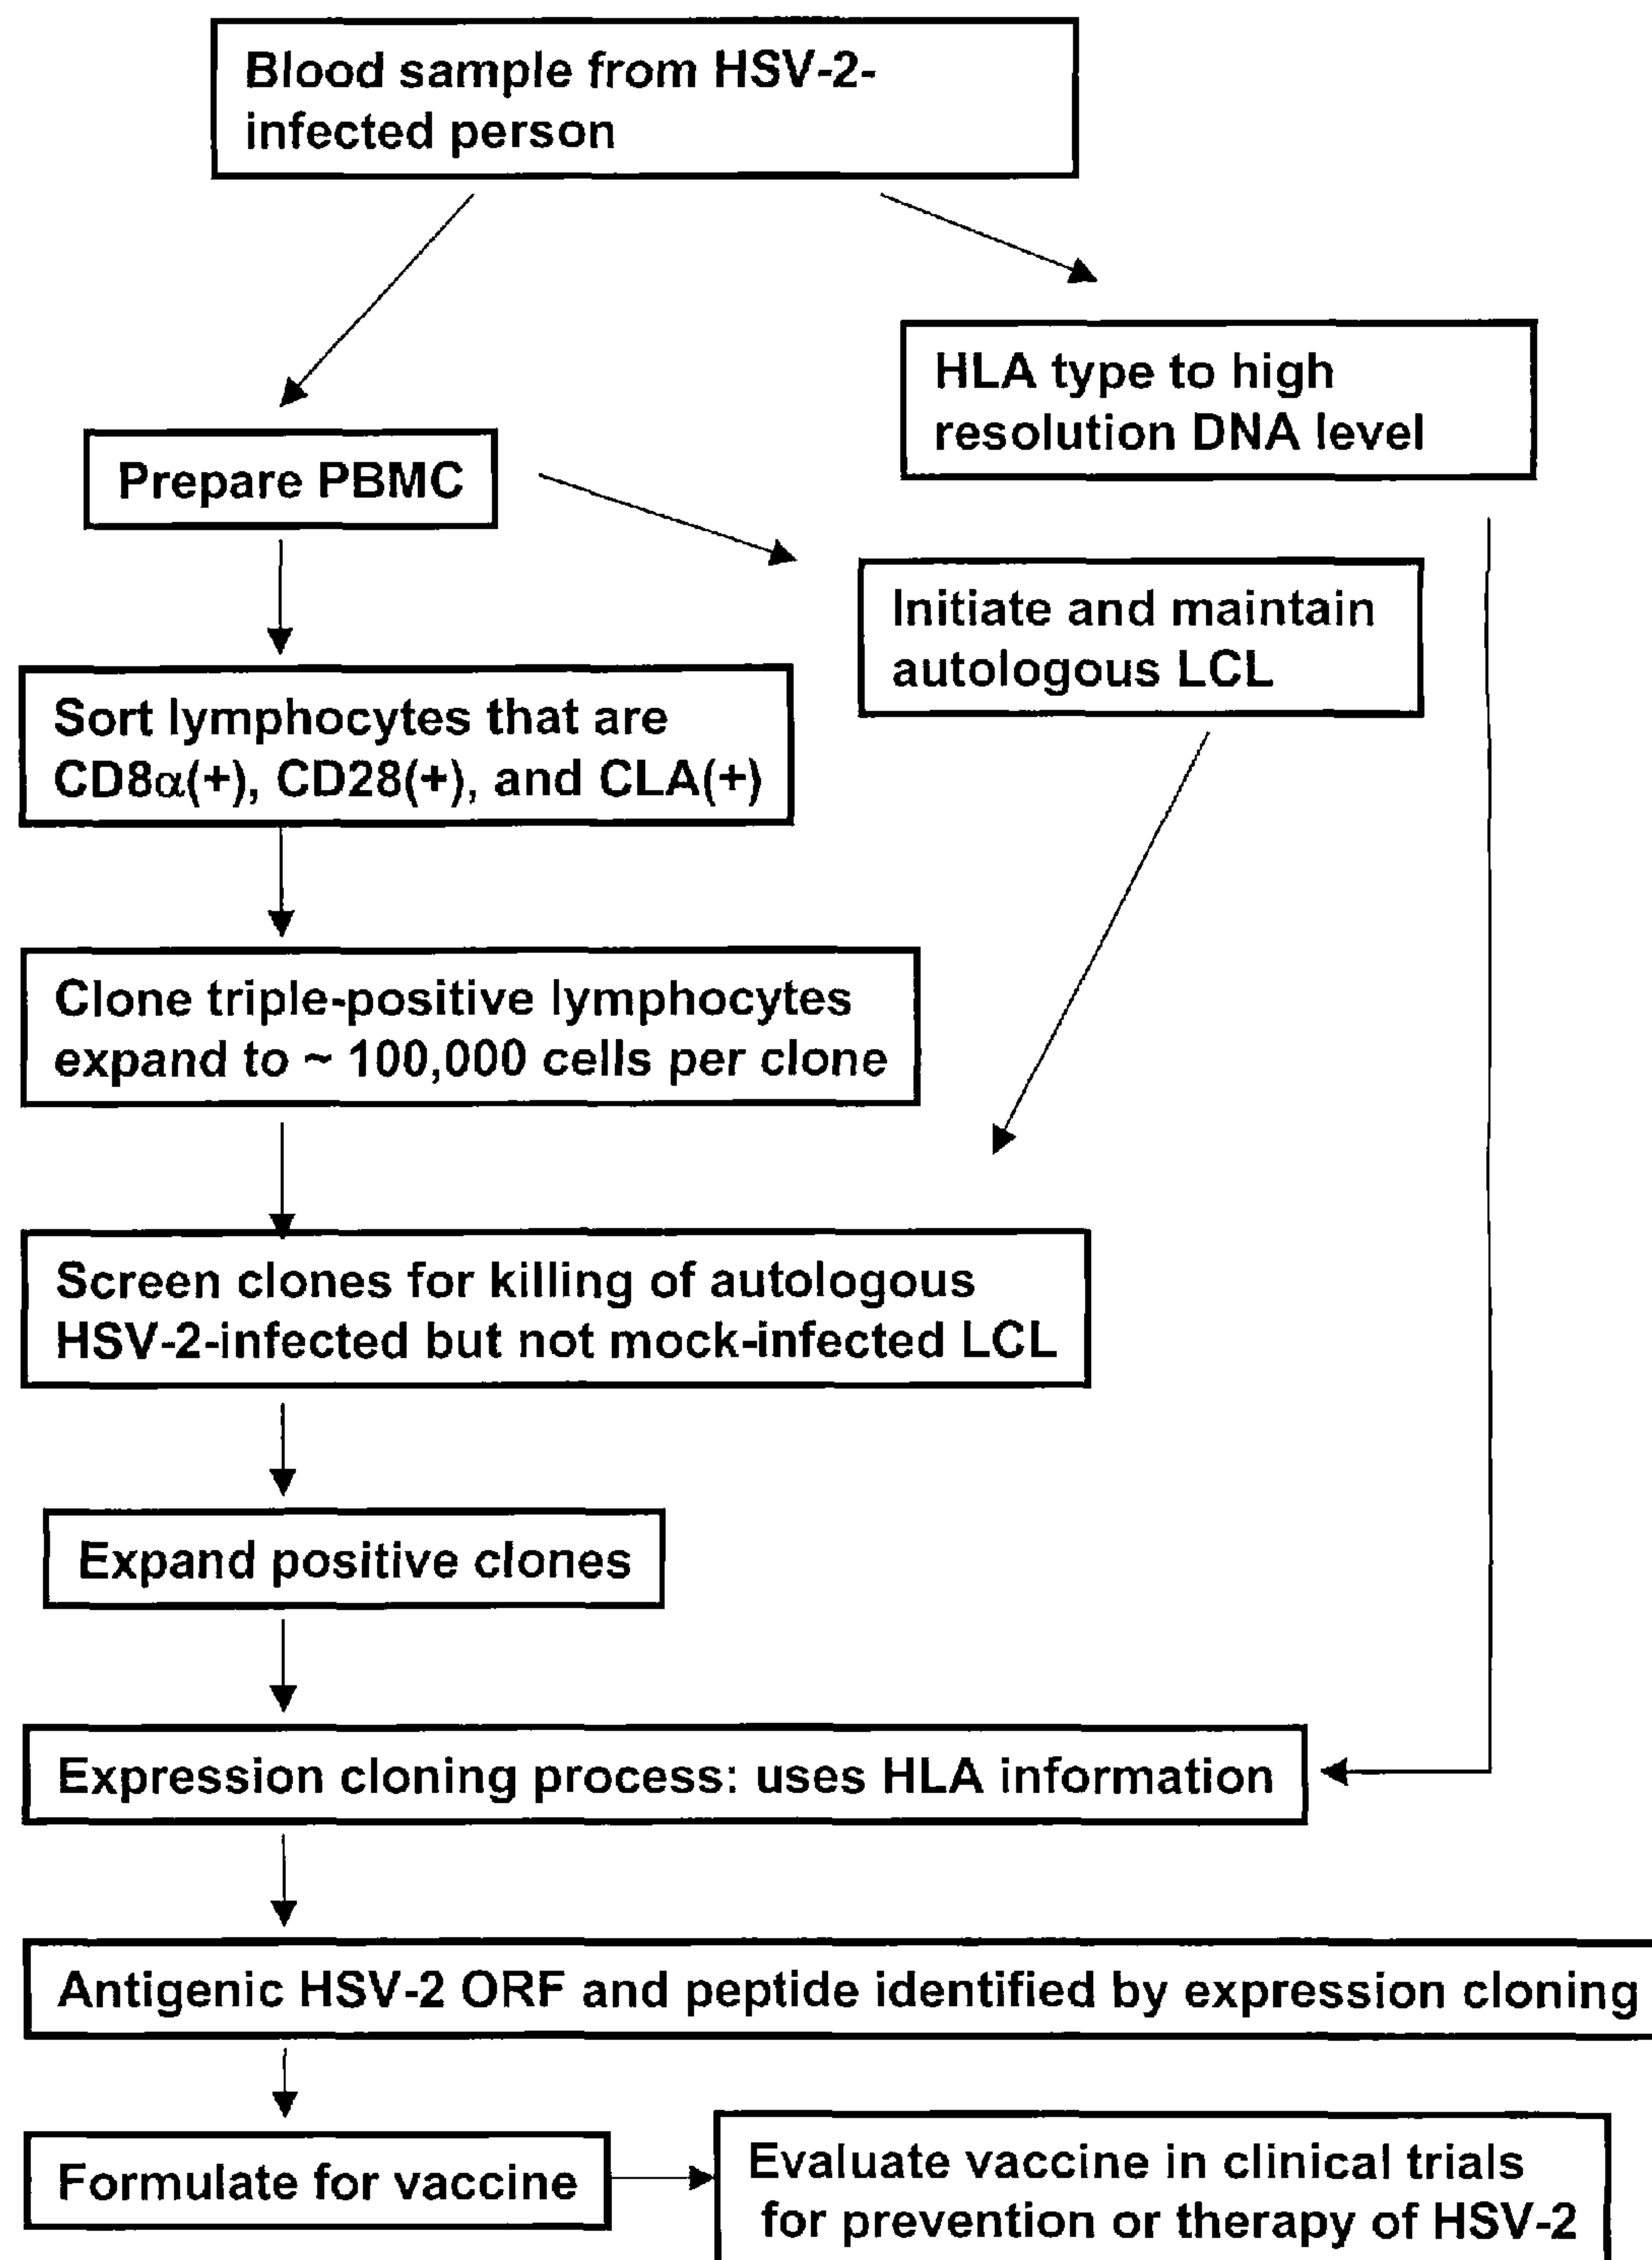 Blood sample from HSV-2-
infected person
HLA type to high
resolution DNA level
Prepare PBMC
Initiate and maintain
autologous LCL
Sort lymphocytes that are
CD8α(+), CD28(+), and CLA(+)
Clone triple-positive lymphocytes
expand to ~ 100,000 cells per clone
Screen clones for killing of autologous
HSV-2-infected but not mock-infected LCL
Expand positive clones
Expression cloning process: uses HLA information
Antigenic HSV-2 ORF and peptide identified by expression cloning
Formulate for vaccine
Evaluate vaccine in clinical trials
for prevention or therapy of HSV-2